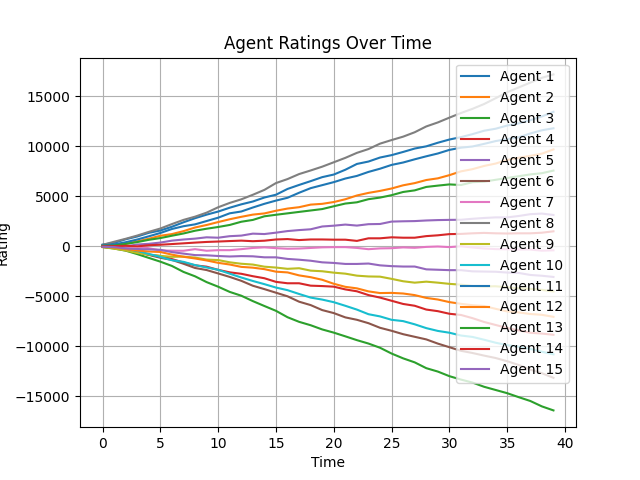 Agent Ratings Over Time
Rating
15000
10000
5000
0
−5000
−10000
−15000
0 5 10 15 20 25 30 35 40
Time
Agent 1
Agent 2
Agent 3
Agent 4
Agent 5
Agent 6
Agent 7
Agent 8
Agent 9
Agent 10
Agent 11
Agent 12
Agent 13
Agent 14
Agent 15